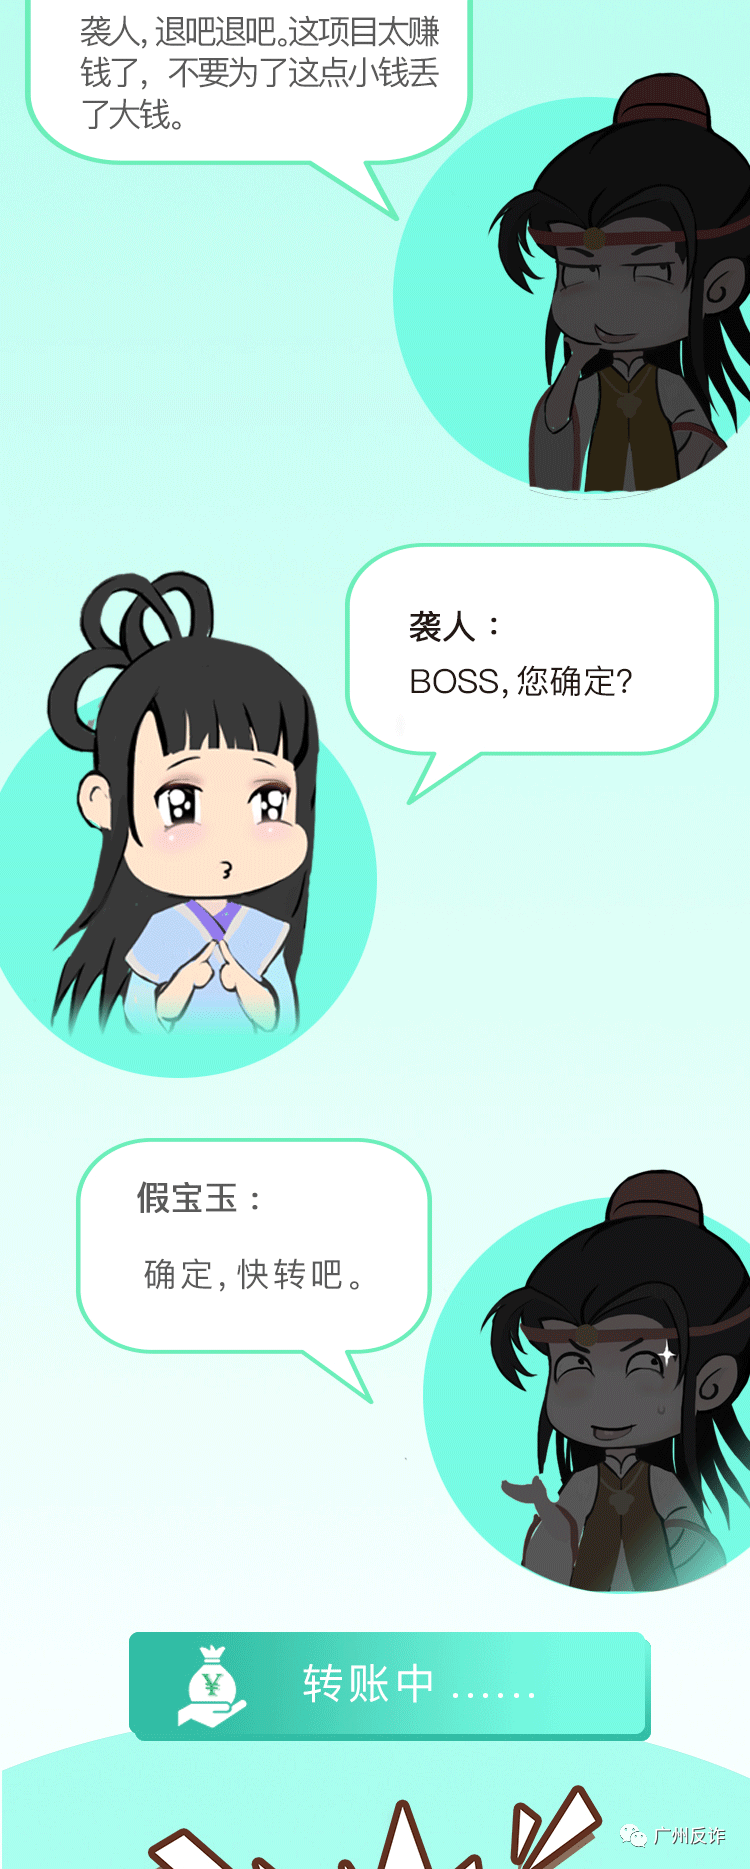 袭人，退吧退吧。这项目太赚
钱了，不要为了这点小钱丢
了大钱。
袭人：
BOSS，您确定？
假宝玉：
确定，快转吧。
¥
转账中 ......
广州反诈